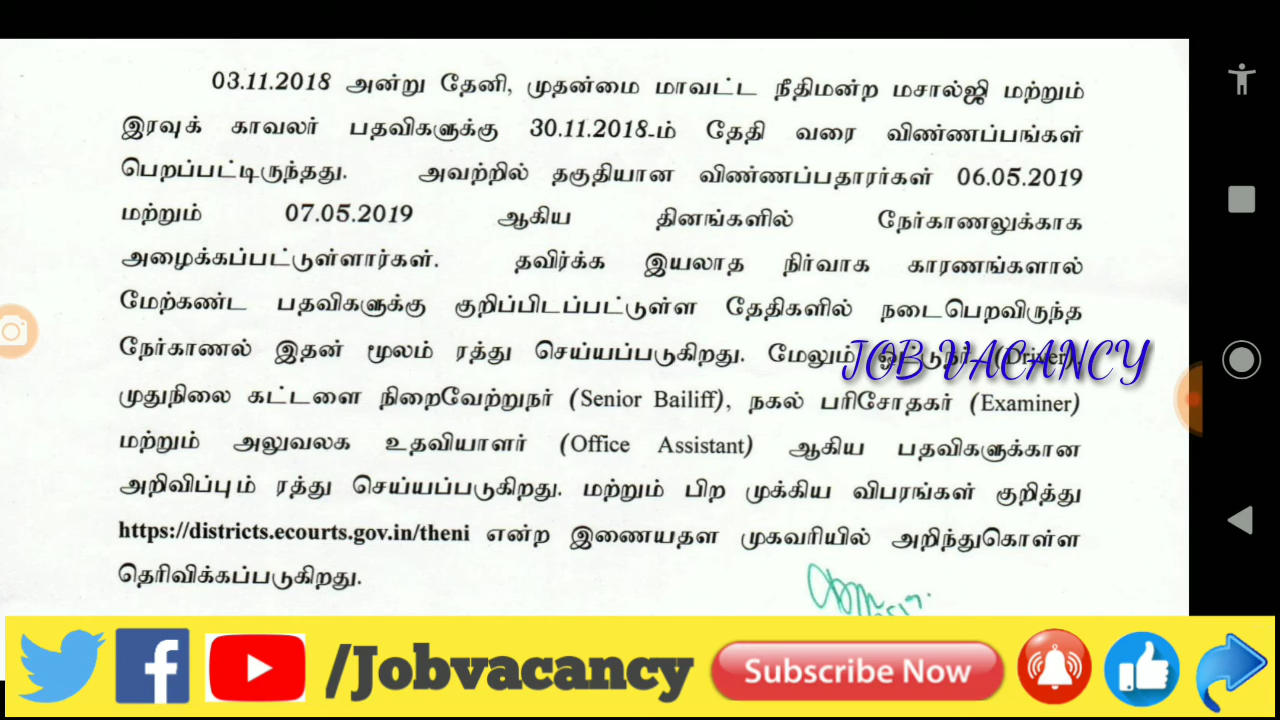 03.11.2018 அன்று தேனி, முதன்மை மாவட்ட நீதிமன்ற மசால்ஜி மற்றும்
இரவுக் காவலர் பதவிகளுக்கு 30.11.2018-ம் தேதி வரை விண்ணப்பங்கள்
பெறப்பட்டிருந்தது. அவற்றில் தகுதியான விண்ணப்பதாரர்கள் 06.05.2019
மற்றும் 07.05.2019 ஆகிய தினங்களில் நேர்காணலுக்காக
அழைக்கப்பட்டுள்ளார்கள். தவிர்க்க இயலாத நிர்வாக காரணங்களால்
மேற்கண்ட பதவிகளுக்கு குறிப்பிடப்பட்டுள்ள தேதிகளில் நடைபெறவிருந்த
நேர்காணல் இதன் மூலம் ரத்து செய்யப்படுகிறது. மேலும் ஓட்டுநர் (Driver),
JOB VACANCY
முதுநிலை கட்டளை நிறைவேற்றுநர் (Senior Bailiff), நகல் பரிசோதகர் (Examiner)
மற்றும் அலுவலக உதவியாளர் (Office Assistant) ஆகிய பதவிகளுக்கான
அறிவிப்பும் ரத்து செய்யப்படுகிறது. மற்றும் பிற முக்கிய விபரங்கள் குறித்து
https://districts.ecourts.gov.in/theni என்ற இணையதள முகவரியில் அறிந்துகொள்ள
தெரிவிக்கப்படுகிறது.
/Jobvacancy Subscribe Now